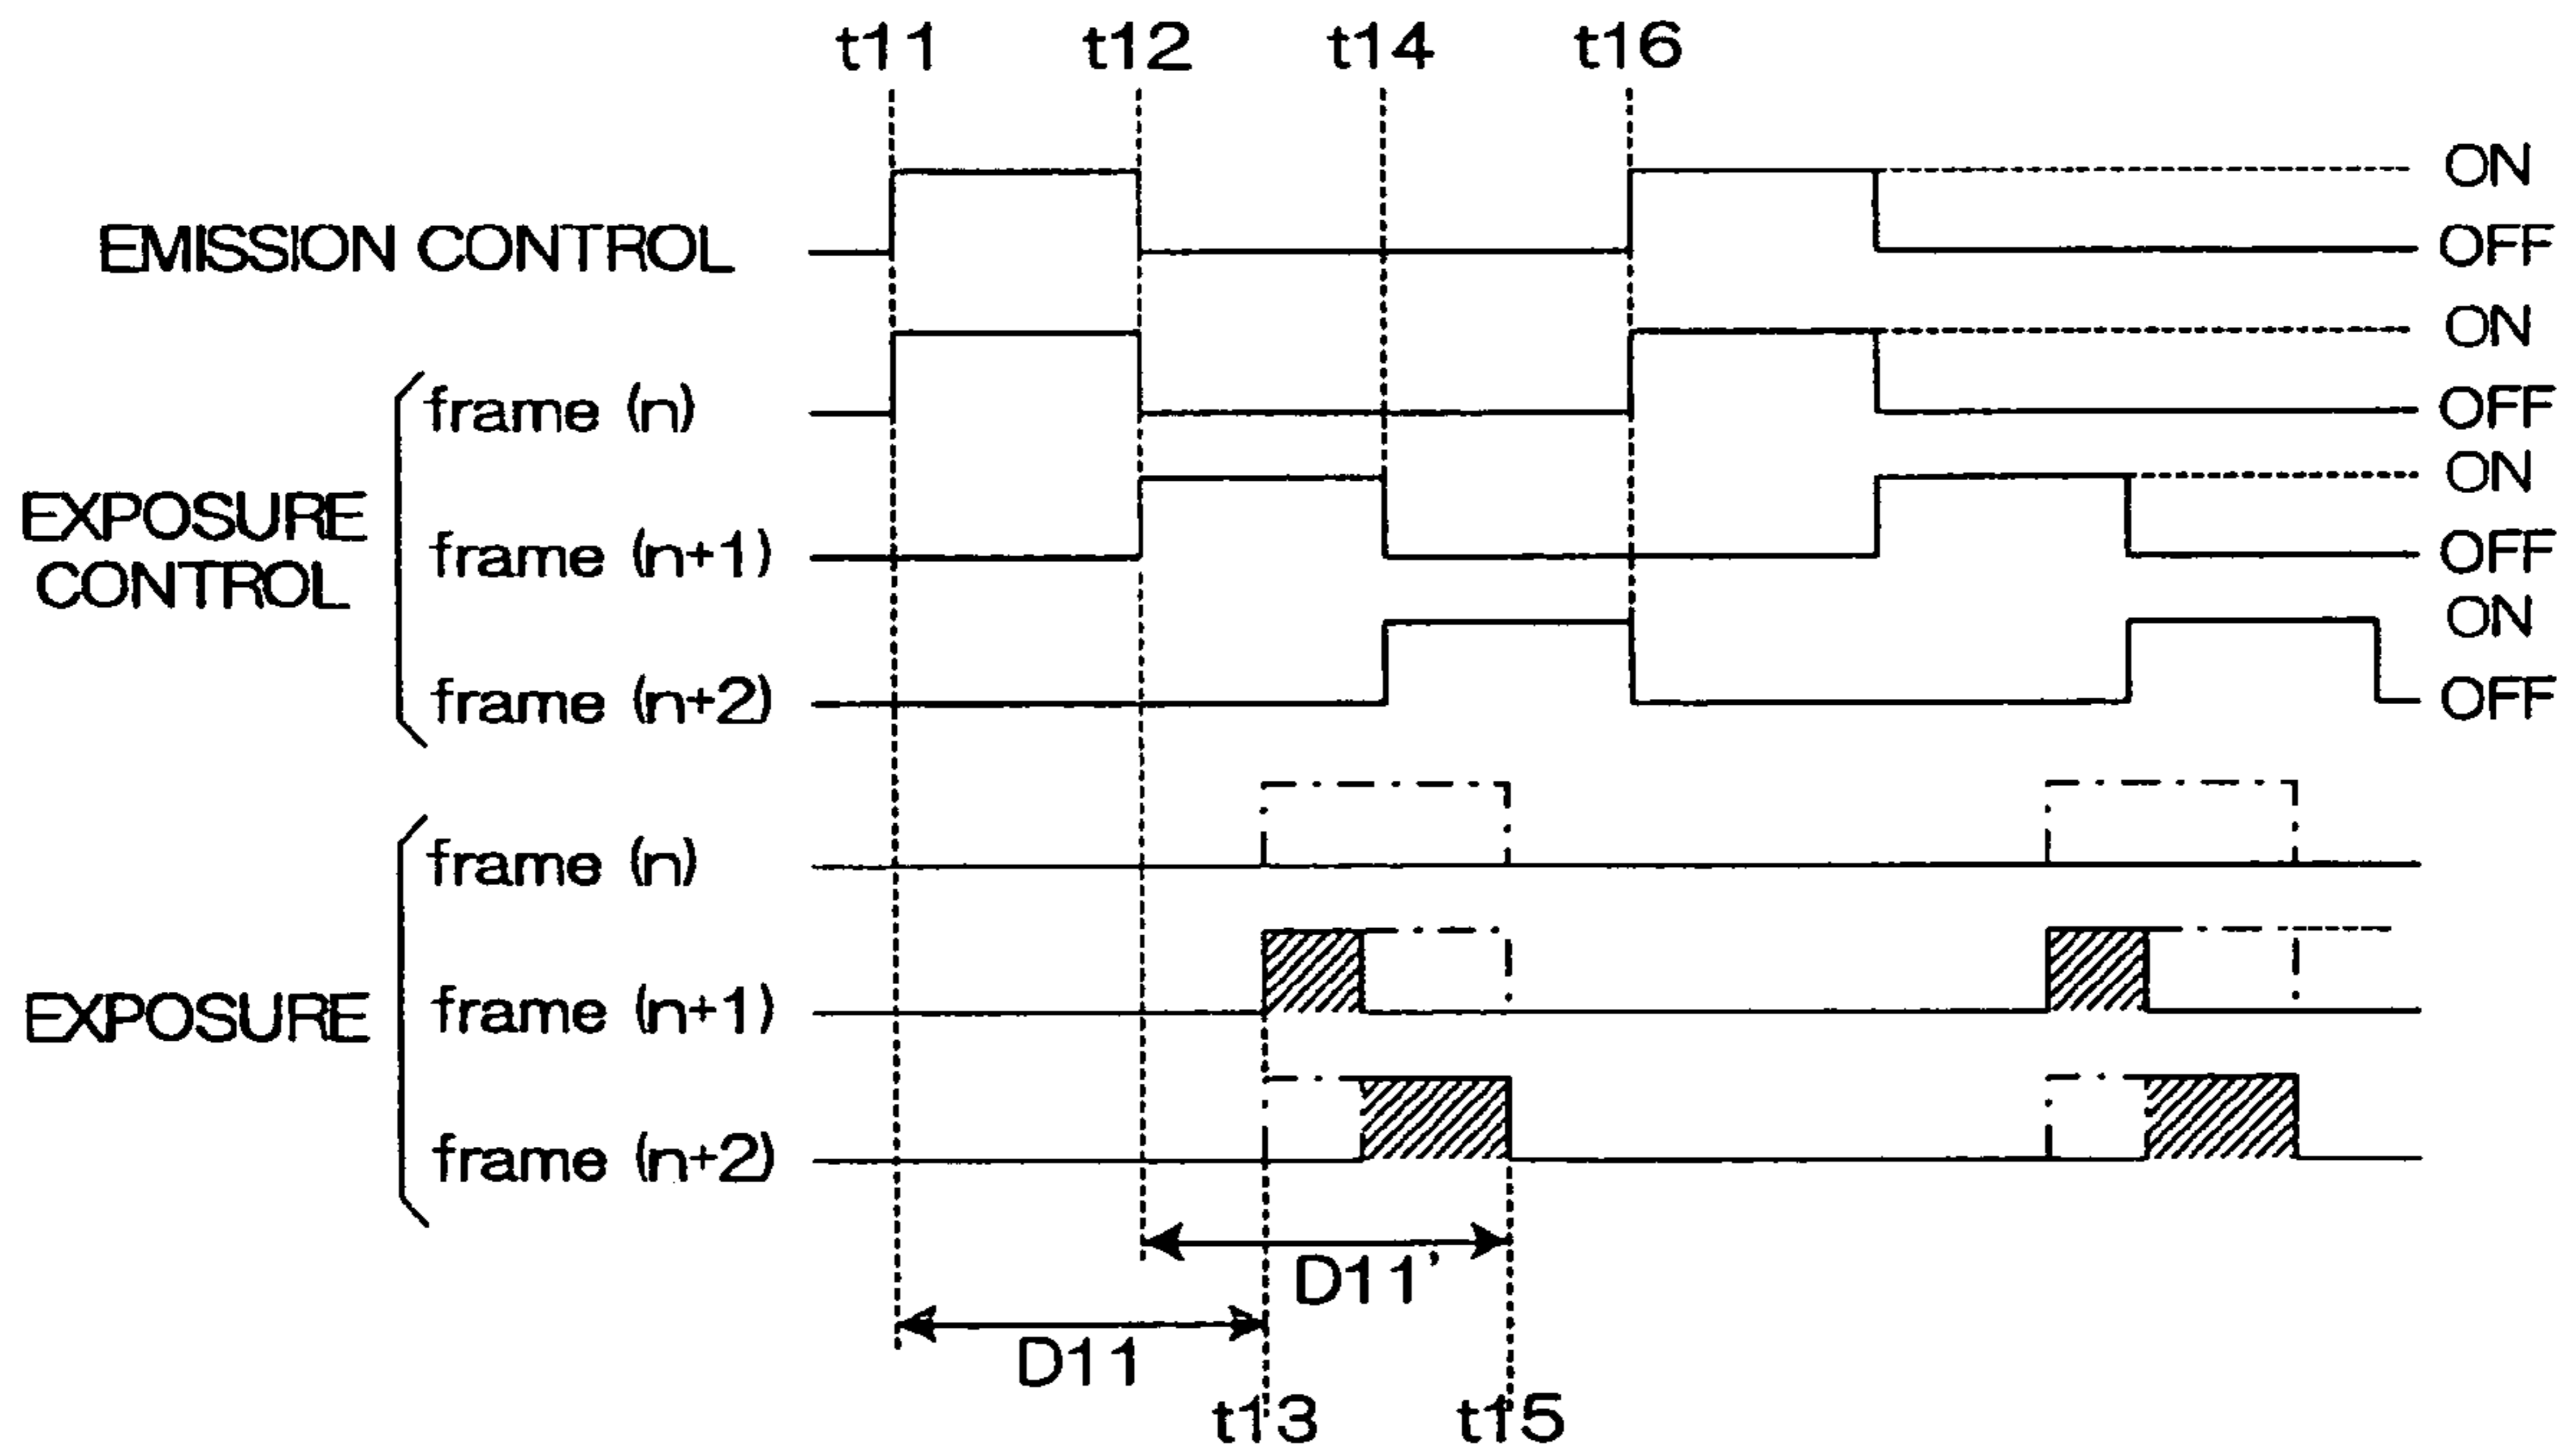 t11 t12 t14 t16
ON
EMISSION CONTROL OFF
ON
frame (n) OFF
ON
EXPOSURE
CONTROL
frame (n+1) OFF
ON
frame (n+2) OFF
frame (n)
EXPOSURE
frame (n+1)
frame (n+2)
D11'
D11
t13 t15